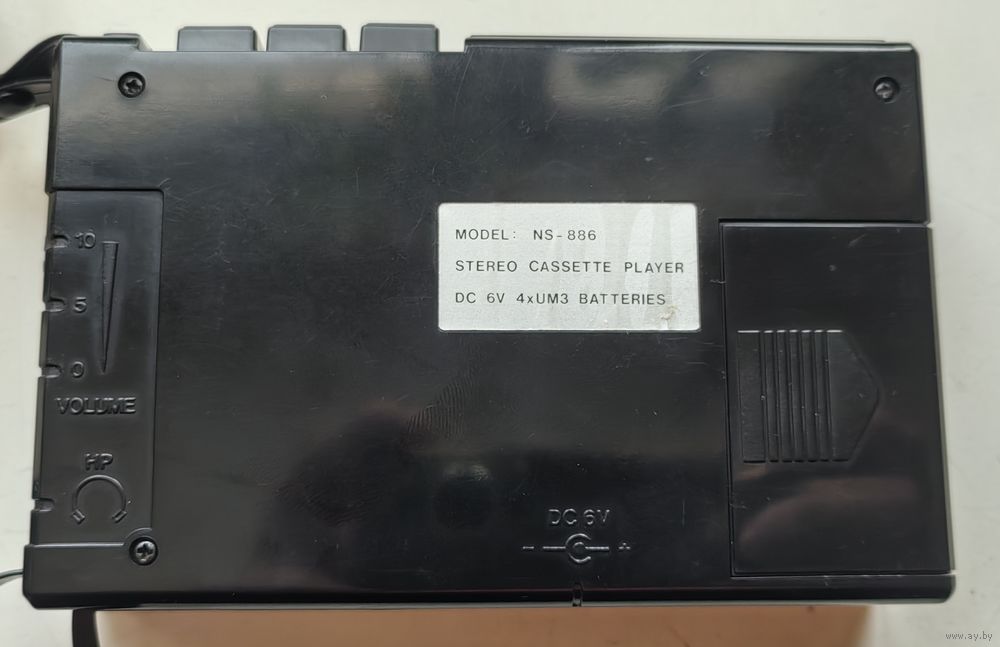 10
5
0
VOLUME
HP
MODEL: NS-886
STEREO CASSETTE PLAYER
DC 6V 4xUM3 BATTERIES
DC 6V
- +
www.ay.by